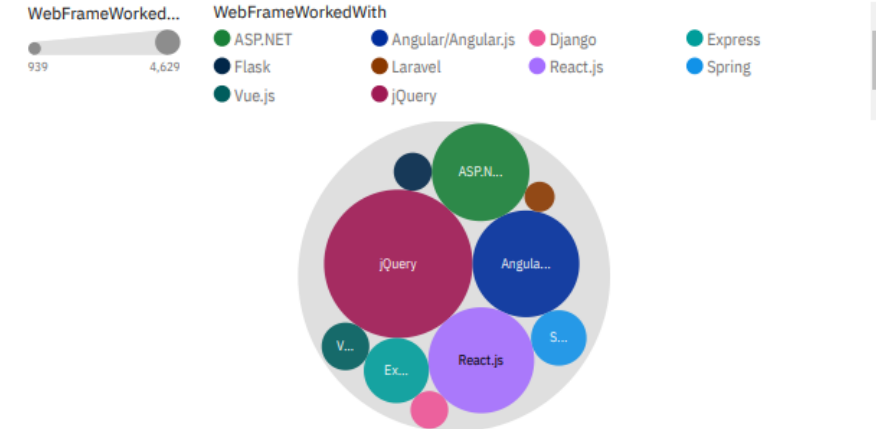 WebFrameWorked...
939
4,629
WebFrameWorkedWith
ASP.NET
Angular/Angular.js
Django
Express
Flask
Laravel
React.js
Spring
Vue.js
jQuery
ASP.N...
jQuery
Angula...
S...
V...
React.js
Ex...